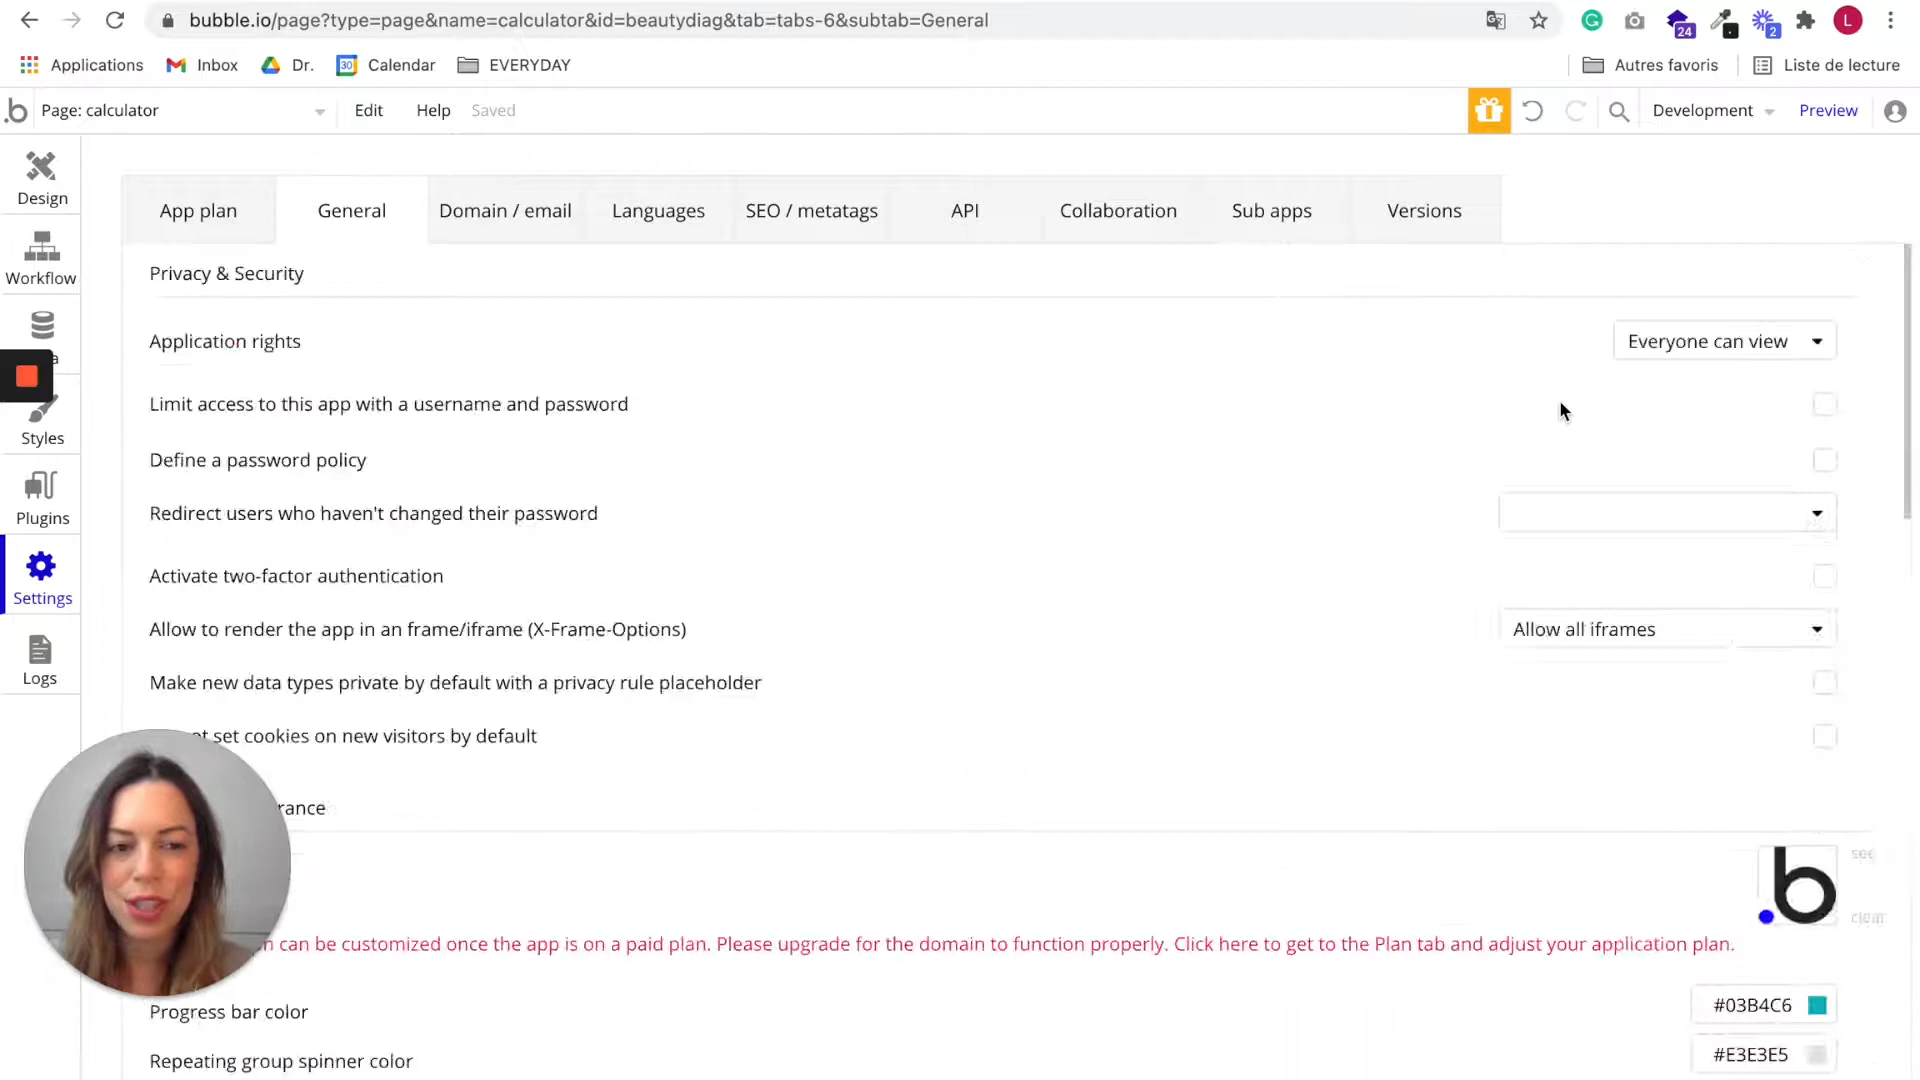 bubble.io/page?type=page&name=calculator&id=beautydiag&tab=tabs-6&subtab=General
24
2
L
Applications
Inbox
Dr.
30
Calendar
EVERYDAY
Autres favoris
Liste de lecture
b
Page: calculator
Edit
Help
Saved
Development
Preview
Design
Workflow
a
Styles
Plugins
Settings
Logs
App plan
General
Domain / email
Languages
SEO / metatags
API
Collaboration
Sub apps
Versions
Privacy & Security
Application rights
Everyone can view
Limit access to this app with a username and password
Define a password policy
Redirect users who haven't changed their password
Activate two-factor authentication
Allow to render the app in an frame/iframe (X-Frame-Options)
Allow all iframes
Make new data types private by default with a privacy rule placeholder
set cookies on new visitors by default
rance
b
see
clear
can be customized once the app is on a paid plan. Please upgrade for the domain to function properly. Click here to get to the Plan tab and adjust your application plan.
Progress bar color
#03B4C6
Repeating group spinner color
#E3E3E5